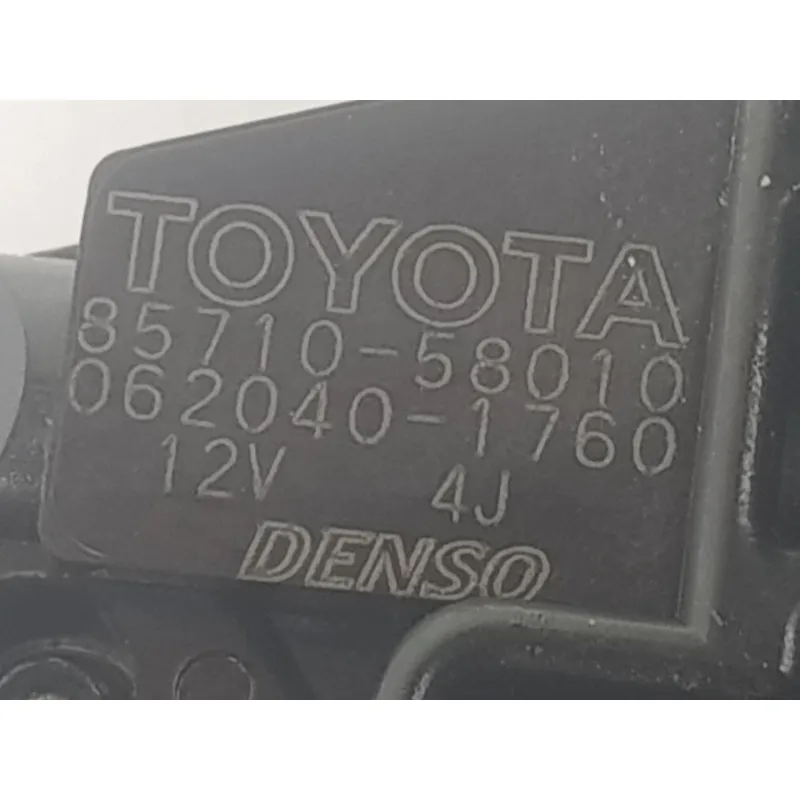 TOYOTA
85710-58010
062040-1760
12V 4J
DENSO